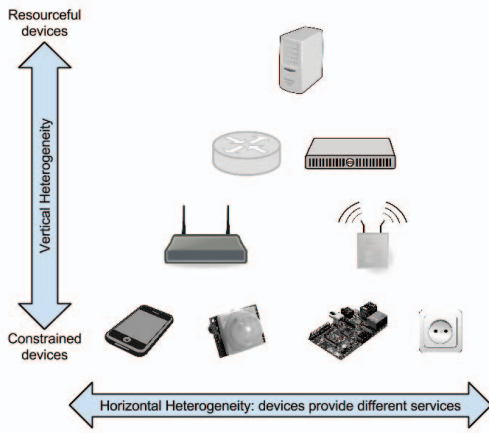 Resourceful
devices
Vertical Heterogeneity
Constrained
devices
Horizontal Heterogeneity: devices provide different services